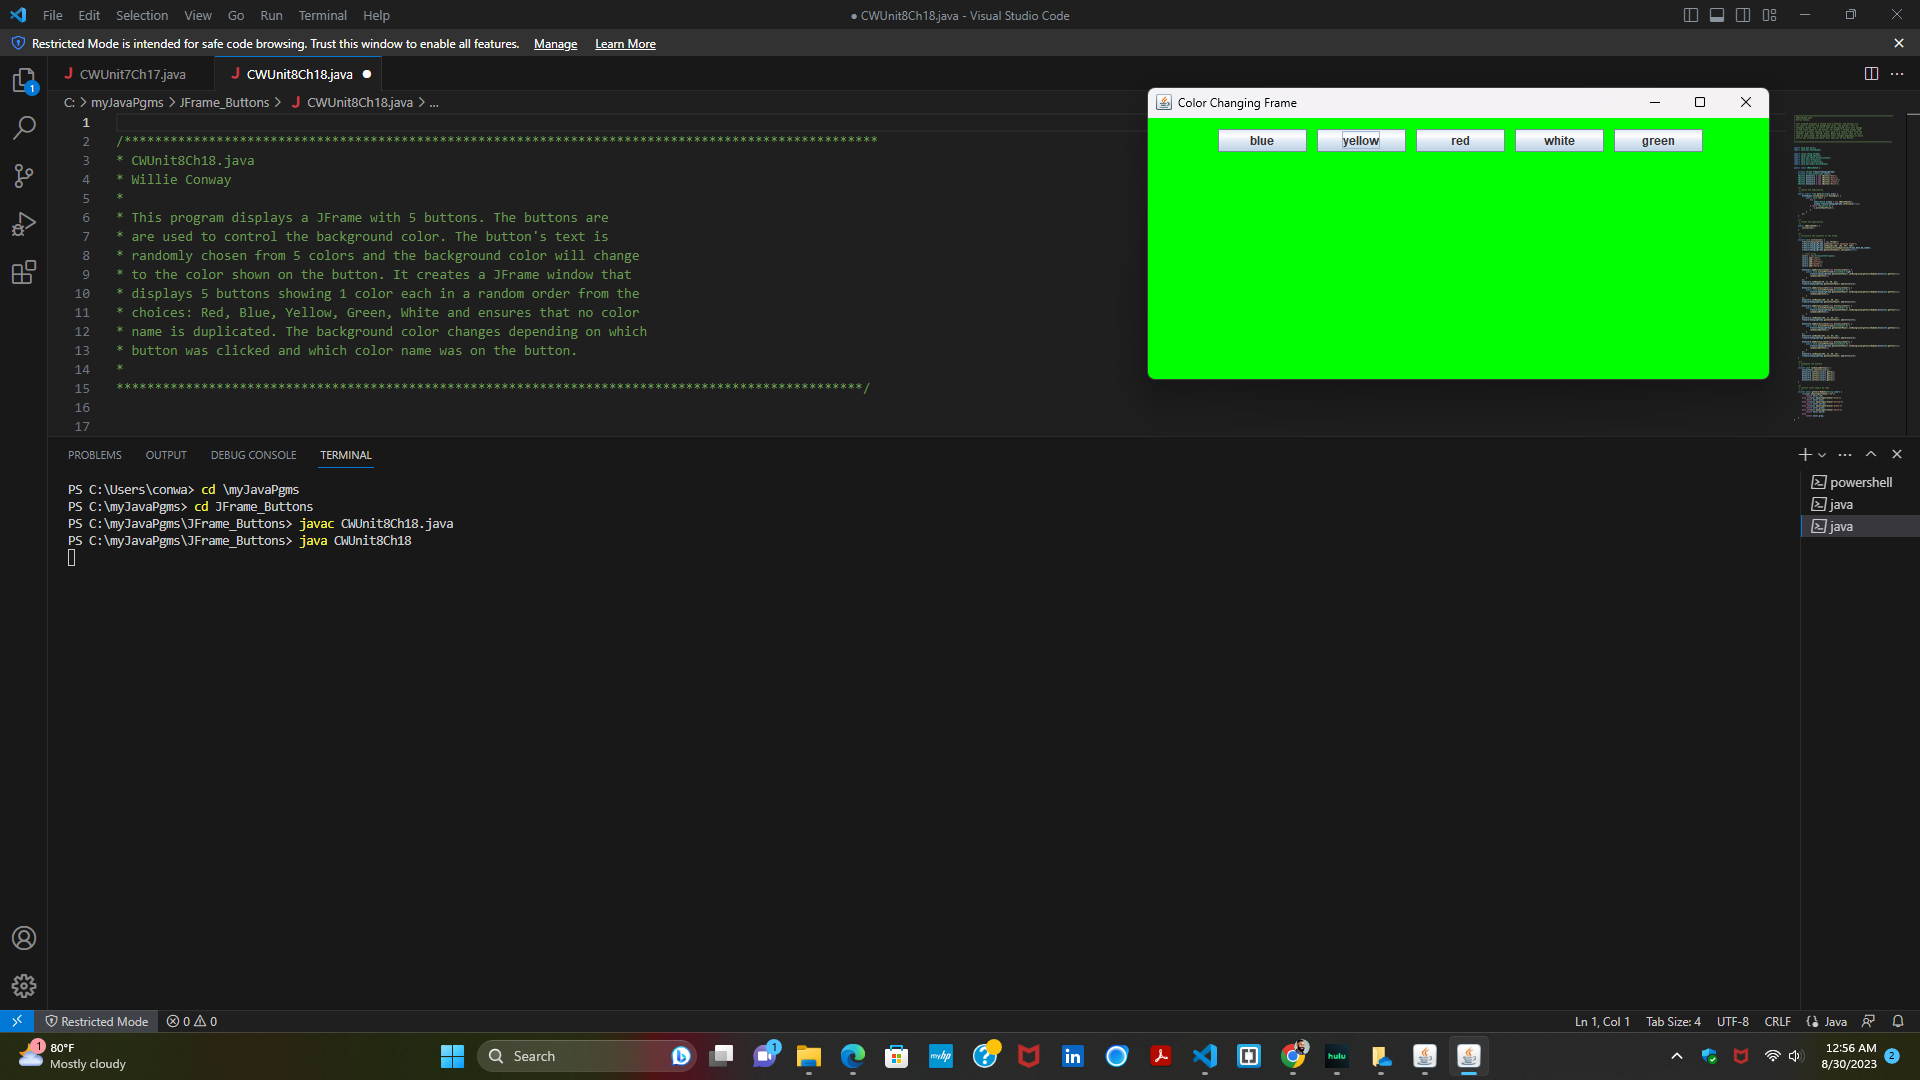 File Edit Selection View Go Run Terminal Help
● CWUnit8Ch18.java - Visual Studio Code
Restricted Mode is intended for safe code browsing. Trust this window to enable all features. Manage Learn More
1
CWUnit7Ch17.java
CWUnit8Ch18.java
C: > myJavaPgms > JFrame_Buttons > J CWUnit8Ch18.java > ...
1
2 /**************************************************************************************************
3 * CWUnit8Ch18.java
4 * Willie Conway
5 *
6 * This program displays a JFrame with 5 buttons. The buttons are
7 * are used to control the background color. The button's text is
8 * randomly chosen from 5 colors and the background color will change
9 * to the color shown on the button. It creates a JFrame window that
10 * displays 5 buttons showing 1 color each in a random order from the
11 * choices: Red, Blue, Yellow, Green, White and ensures that no color
12 * name is duplicated. The background color changes depending on which
13 * button was clicked and which color name was on the button.
14 *
15 *************************************************************************************************/
16
17
Color Changing Frame
blue yellow red white green
PROBLEMS OUTPUT DEBUG CONSOLE TERMINAL
PS C:\Users\conwa> cd \myJavaPgms
PS C:\myJavaPgms> cd JFrame_Buttons
PS C:\myJavaPgms\JFrame_Buttons> javac CWUnit8Ch18.java
PS C:\myJavaPgms\JFrame_Buttons> java CWUnit8Ch18
powershell
java
java
Restricted Mode 0 0
Ln 1, Col 1 Tab Size: 4 UTF-8 CRLF Java
1
80°F
Mostly cloudy
Search
1
myhp
hulu
12:56 AM
8/30/2023
2